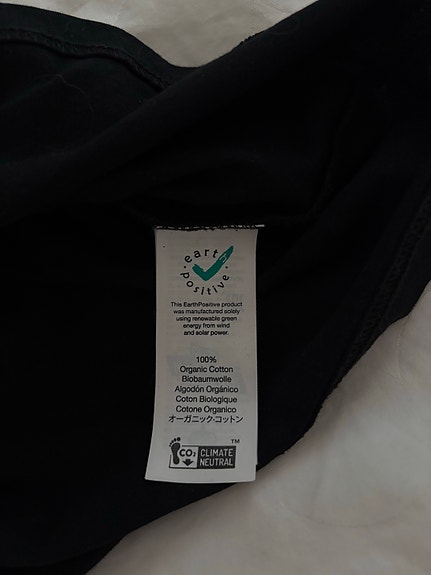 earth
positive
This EarthPositive product
was manufactured solely
using renewable green
energy from wind
and solar power.
100%
Organic Cotton
Biobaumwolle
Algodón Orgánico
Coton Biologique
Cotone Organico
オーガニック・コットン
TM
CO2 CLIMATE
NEUTRAL